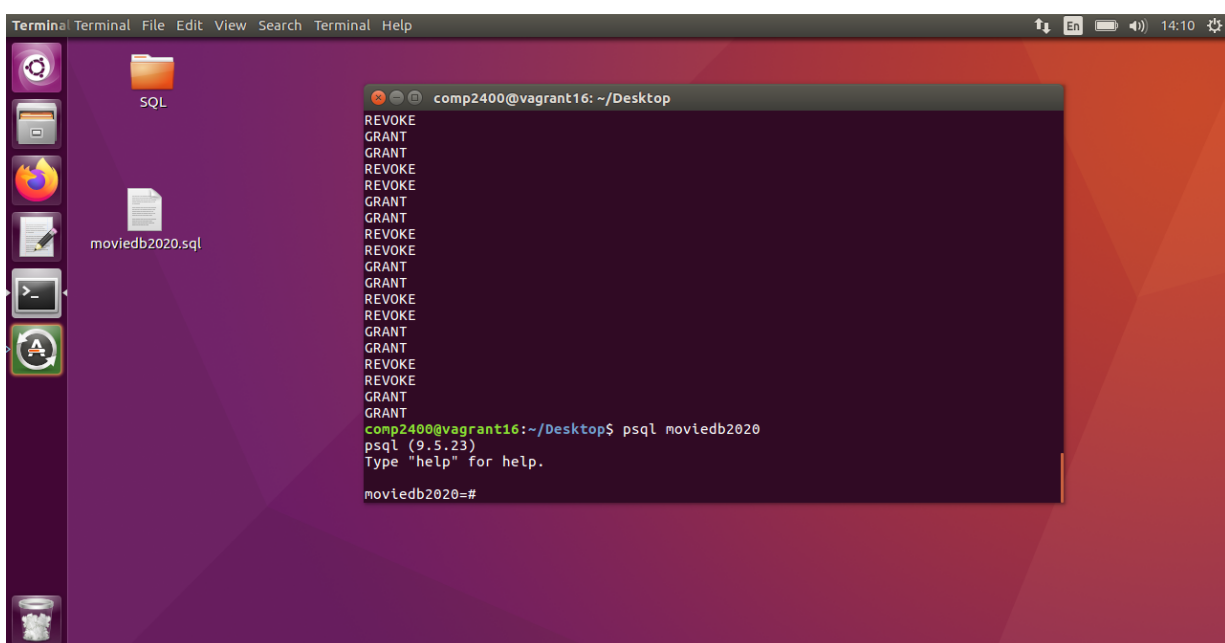 Terminal Terminal File Edit View Search Terminal Help En 14:10
SQL
moviedb2020.sql
comp2400@vagrant16: ~/Desktop
REVOKE
GRANT
GRANT
REVOKE
REVOKE
GRANT
GRANT
REVOKE
REVOKE
GRANT
GRANT
REVOKE
REVOKE
GRANT
GRANT
REVOKE
REVOKE
GRANT
GRANT
comp2400@vagrant16:~/Desktop$ psql moviedb2020
psql (9.5.23)
Type "help" for help.
moviedb2020=#